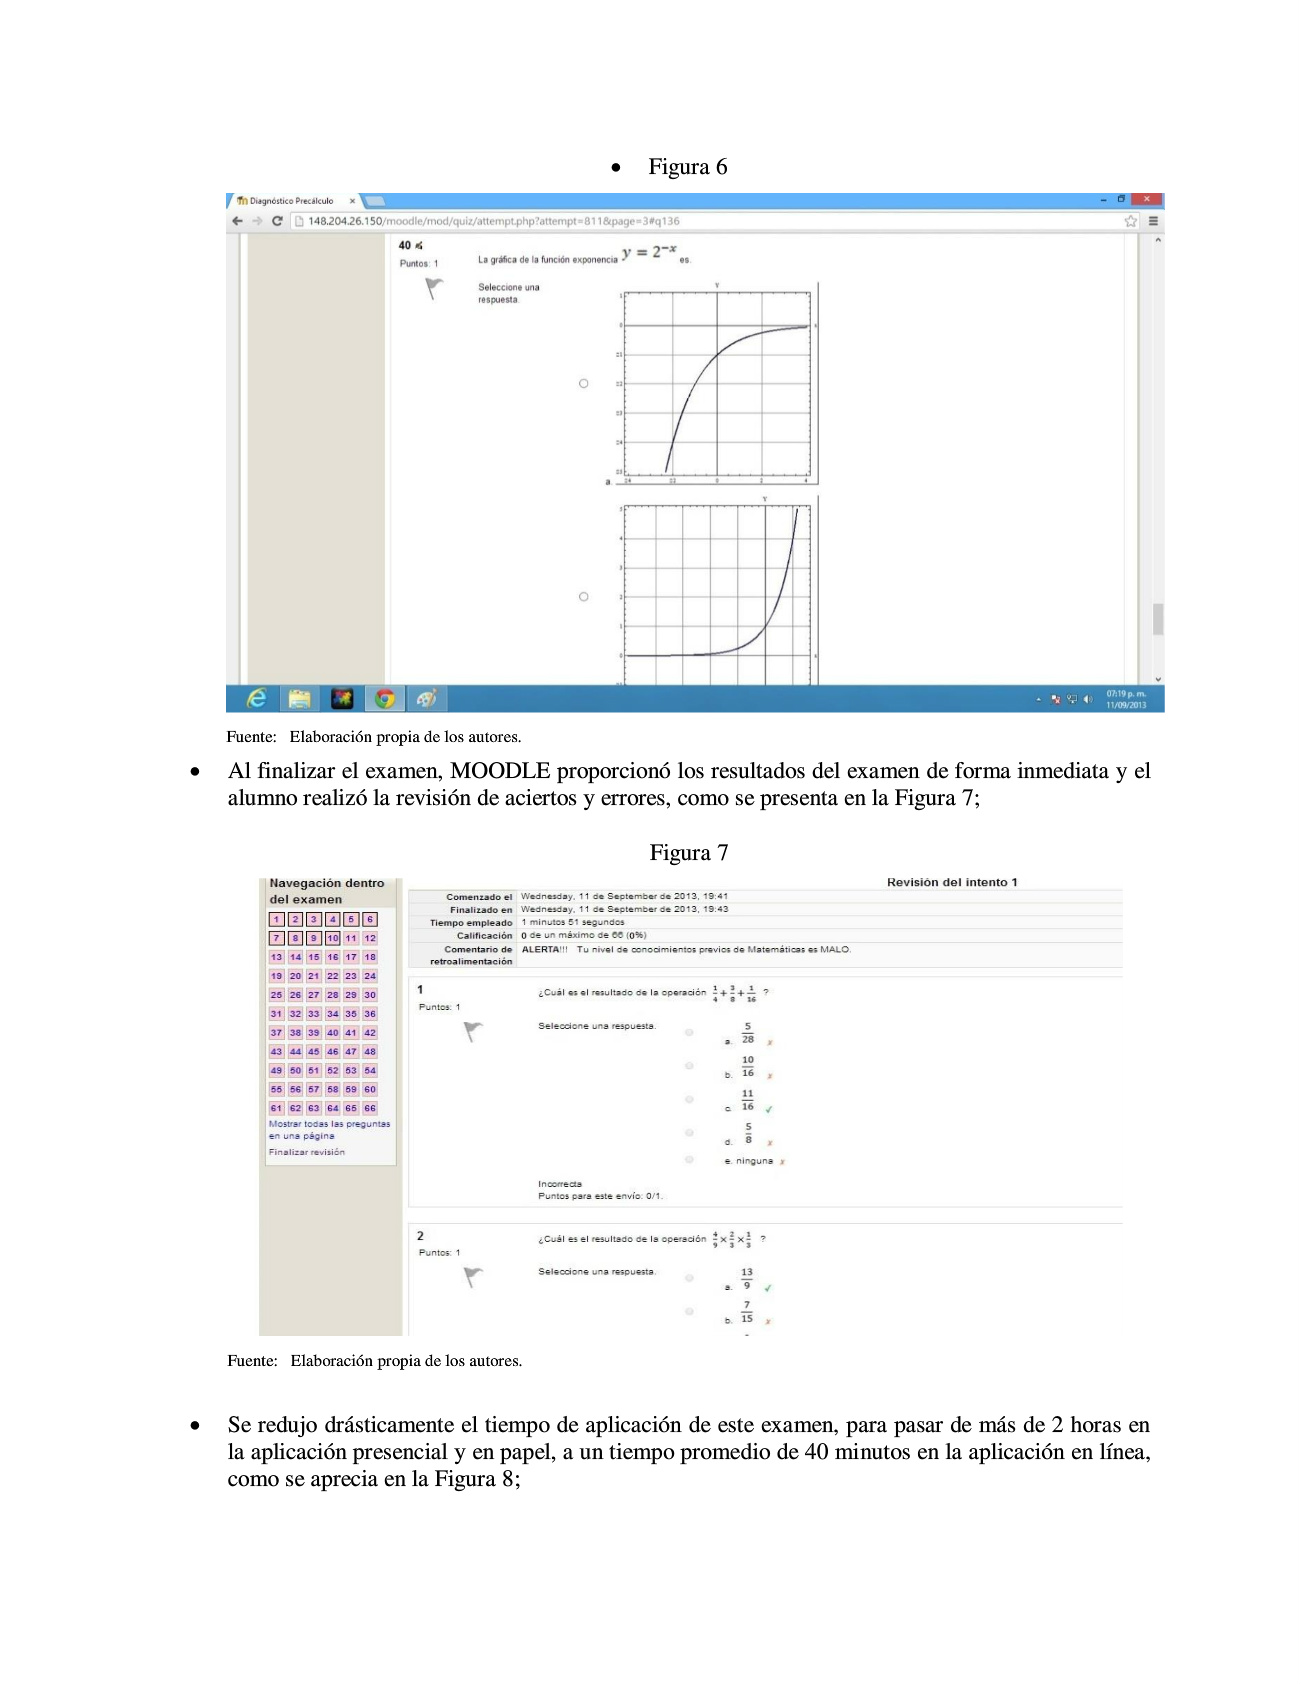 • Figura 6
Diagnóstico Precálculo
148.204.26.150/moodle/mod/quiz/attempt.php?attempt=811&page=3#q136
40
Puntos: 1
La gráfica de la función exponencia y = 2^{-x} es.
Seleccione una
respuesta
Y
a.
Y
07:19 p. m.
11/09/2013
Fuente: Elaboración propia de los autores.
• Al finalizar el examen, MOODLE proporcionó los resultados del examen de forma inmediata y el
alumno realizó la revisión de aciertos y errores, como se presenta en la Figura 7;
Figura 7
Navegación dentro
del examen
1 2 3 4 5 6
7 8 9 10 11 12
13 14 15 16 17 18
19 20 21 22 23 24
25 26 27 28 29 30
31 32 33 34 35 36
37 38 39 40 41 42
43 44 45 46 47 48
49 50 51 52 53 54
55 56 57 58 59 60
61 62 63 64 65 66
Mostrar todas las preguntas
en una página
Finalizar revisión
Revisión del intento 1
Comenzado el Wednesday, 11 de September de 2013, 19:41
Finalizado en Wednesday, 11 de September de 2013, 19:43
Tiempo empleado 1 minutos 51 segundos
Calificación 0 de un máximo de 66 (0%)
Comentario de ALERTA!!! Tu nivel de conocimientos previos de Matemáticas es MALO.
retroalimentación
1
Puntos: 1
¿Cuál es el resultado de la operación 1/4 + 3/8 + 1/16 ?
Seleccione una respuesta.
a. 5/28 x
b. 10/16 x
c. 11/16 ✓
d. 5/8 x
e. ninguna x
Incorrecta
Puntos para este envío: 0/1.
2
Puntos: 1
¿Cuál es el resultado de la operación 4/9 × 2/3 × 1/3 ?
Seleccione una respuesta.
a. 13/9 ✓
b. 7/15 x
Fuente: Elaboración propia de los autores.
• Se redujo drásticamente el tiempo de aplicación de este examen, para pasar de más de 2 horas en
la aplicación presencial y en papel, a un tiempo promedio de 40 minutos en la aplicación en línea,
como se aprecia en la Figura 8;